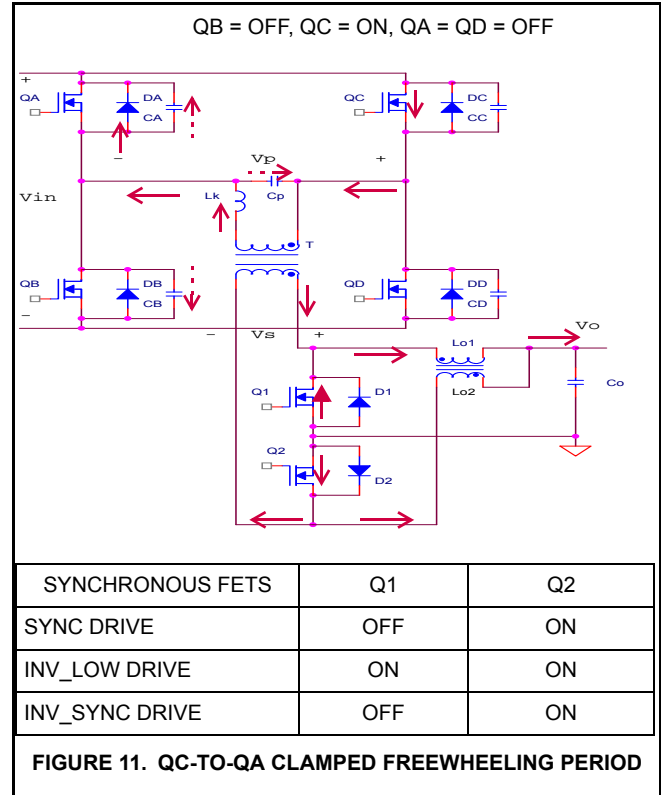 QB = OFF, QC = ON, QA = QD = OFF
+
QA
DA
CA
QC
DC
CC
-
Vp
+
Vin
Lk
Cp
T
QB
DB
CB
QD
DD
CD
-
- Vs +
Vo
Lo1
Lo2
Co
Q1
D1
Q2
D2
SYNCHRONOUS FETS Q1 Q2
SYNC DRIVE OFF ON
INV_LOW DRIVE ON ON
INV_SYNC DRIVE OFF ON
FIGURE 11. QC-TO-QA CLAMPED FREEWHEELING PERIOD